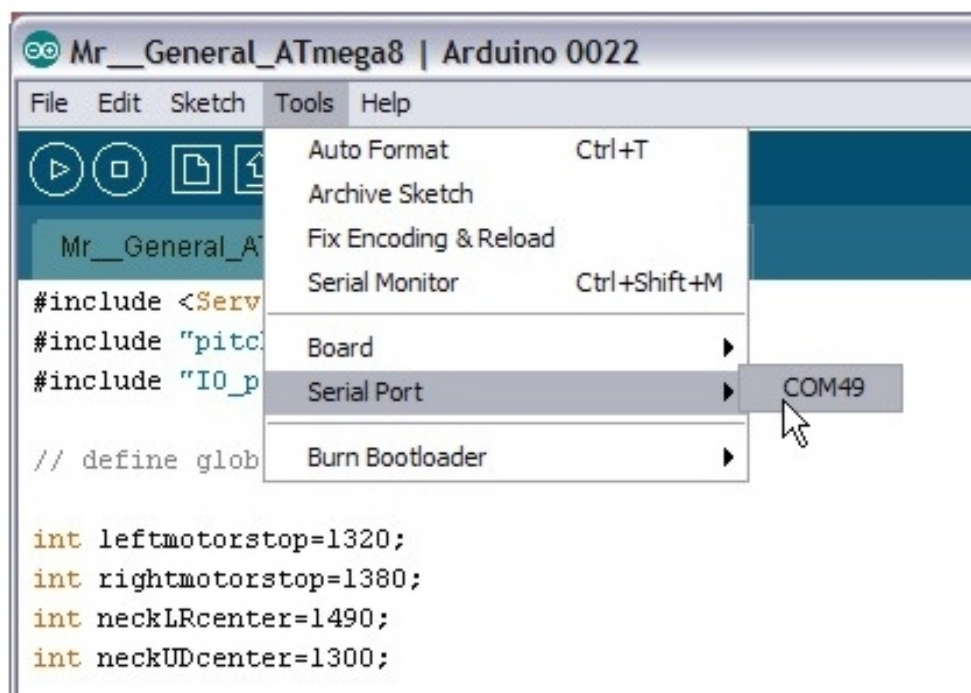 Mr__General_ATmega8 | Arduino 0022
File Edit Sketch Tools Help
Auto Format Ctrl+T
Archive Sketch
Mr__General_A
Fix Encoding & Reload
Serial Monitor Ctrl+Shift+M
#include <Serv
#include "pitc
Board
#include "IO_p
Serial Port
COM49
// define glob
Burn Bootloader
int leftmotorstop=1320;
int rightmotorstop=1380;
int neckLRcenter=1490;
int neckUDcenter=1300;